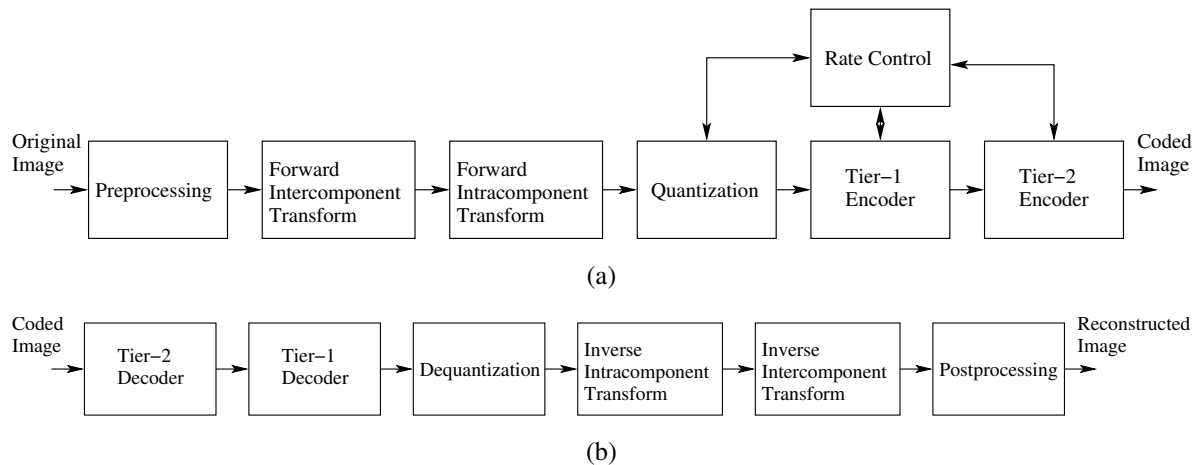 Rate Control
Original
Image
Preprocessing
Forward
Intercomponent
Transform
Forward
Intracomponent
Transform
Quantization
Tier−1
Encoder
Tier−2
Encoder
Coded
Image
(a)
Coded
Image
Tier−2
Decoder
Tier−1
Decoder
Dequantization
Inverse
Intracomponent
Transform
Inverse
Intercomponent
Transform
Postprocessing
Reconstructed
Image
(b)